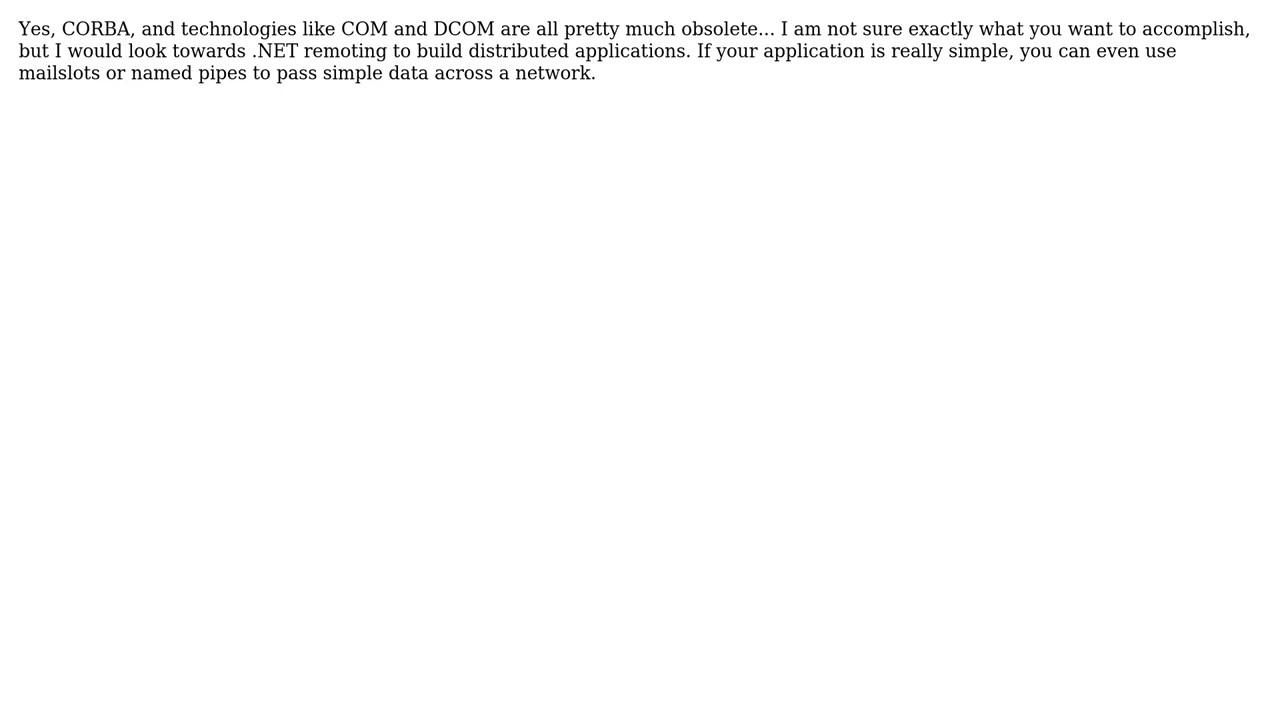 Yes, CORBA, and technologies like COM and DCOM are all pretty much obsolete... I am not sure exactly what you want to accomplish,
but I would look towards .NET remoting to build distributed applications. If your application is really simple, you can even use
mailslots or named pipes to pass simple data across a network.